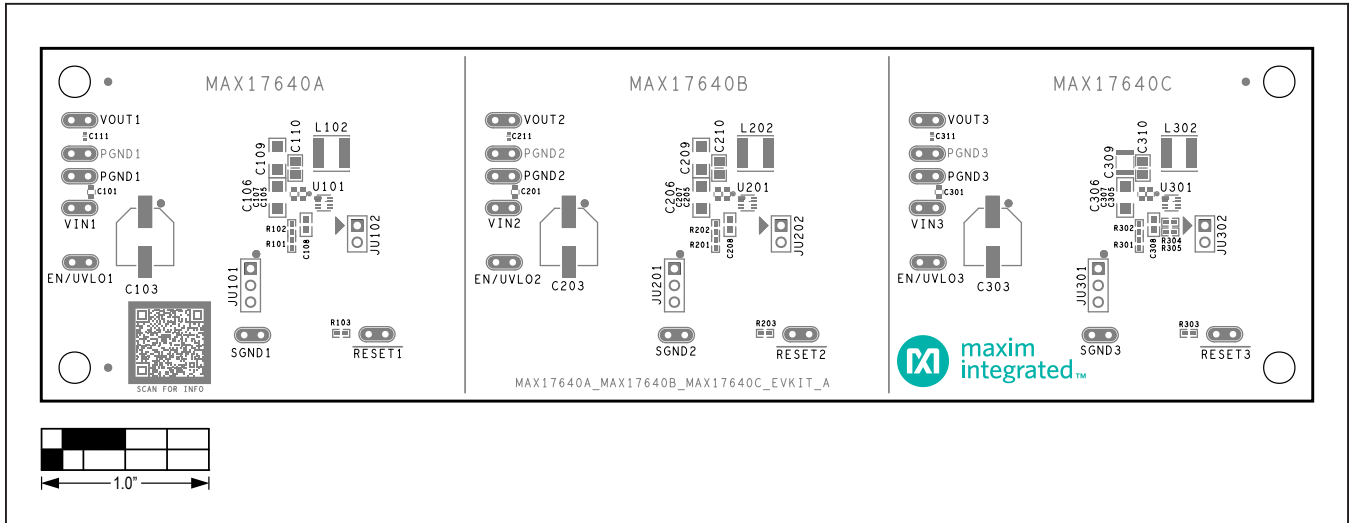 MAX17640A
VOUT1
C111
PGND1
PGND1
C101
VIN1
EN/UVLO1
C103
C109
C110
L102
C106
C107
C105
U101
R102
R101
C108
JU102
JU101
R103
SGND1
RESET1
SCAN FOR INFO
MAX17640B
VOUT2
C211
PGND2
PGND2
C201
VIN2
EN/UVLO2
C203
C209
C210
L202
C206
C207
C205
U201
R202
R201
C208
JU202
JU201
R203
SGND2
RESET2
MAX17640A_MAX17640B_MAX17640C_EVKIT_A
MAX17640C
VOUT3
C311
PGND3
PGND3
C301
VIN3
EN/UVLO3
C303
C309
C310
L302
C306
C307
C305
U301
R302
R301
C308
R304
R305
JU302
JU301
R303
SGND3
RESET3
maxim
integrated™
1.0"